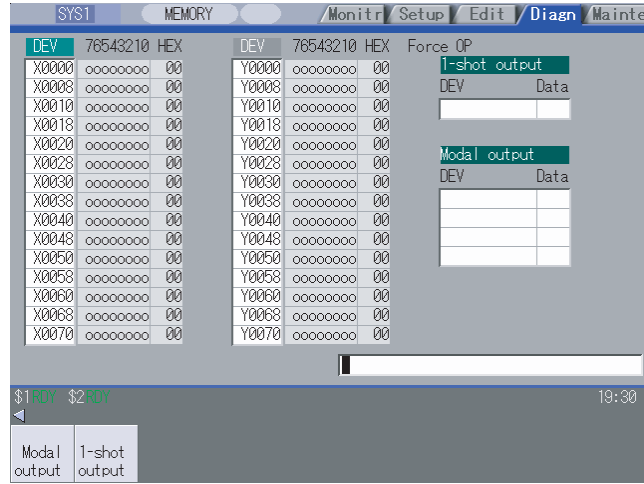 SYS1 MEMORY Monitr Setup Edit Diagn Mainte
DEV 76543210 HEX DEV 76543210 HEX Force OP
X0000 oooooooo 00 Y0000 oooooooo 00 1-shot output
X0008 oooooooo 00 Y0008 oooooooo 00 DEV Data
X0010 oooooooo 00 Y0010 oooooooo 00
X0018 oooooooo 00 Y0018 oooooooo 00
X0020 oooooooo 00 Y0020 oooooooo 00 Modal output
X0028 oooooooo 00 Y0028 oooooooo 00 DEV Data
X0030 oooooooo 00 Y0030 oooooooo 00
X0038 oooooooo 00 Y0038 oooooooo 00
X0040 oooooooo 00 Y0040 oooooooo 00
X0048 oooooooo 00 Y0048 oooooooo 00
X0050 oooooooo 00 Y0050 oooooooo 00
X0058 oooooooo 00 Y0058 oooooooo 00
X0060 oooooooo 00 Y0060 oooooooo 00
X0068 oooooooo 00 Y0068 oooooooo 00
X0070 oooooooo 00 Y0070 oooooooo 00
$1 RDY $2 RDY 19:30
Modal 1-shot
output output